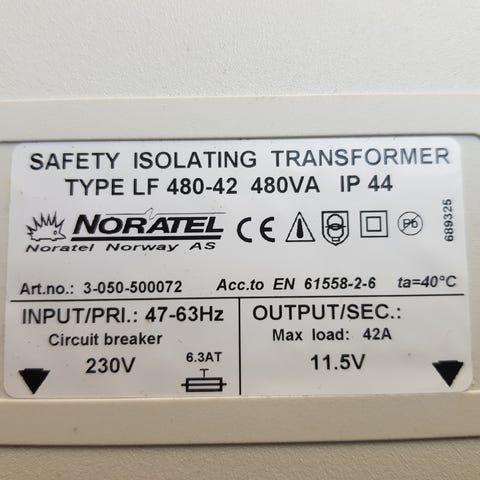 SAFETY ISOLATING TRANSFORMER
TYPE LF 480-42 480VA IP 44
NORATEL
Noratel Norway AS
CE
Pb
689325
Art.no.: 3-050-500072 Acc.to EN 61558-2-6 ta=40°C
INPUT/PRI.: 47-63Hz
Circuit breaker
6.3AT
230V
OUTPUT/SEC.:
Max load: 42A
11.5V